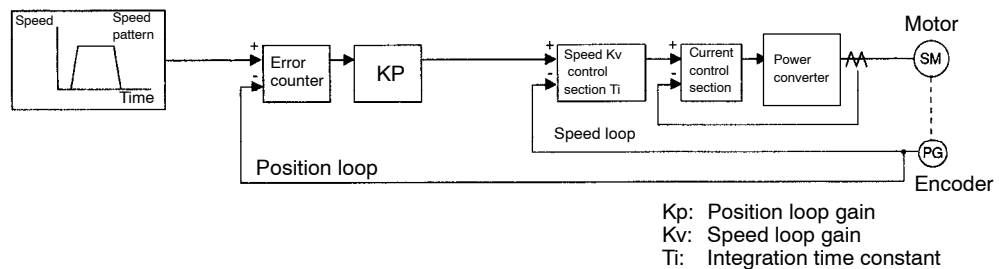 Speed
Speed
pattern
Time
+
-
Error
counter
KP
+
-
Speed Kv
control
section Ti
+
-
Current
control
section
Power
converter
Motor
SM
Speed loop
Position loop
PG
Encoder
Kp: Position loop gain
Kv: Speed loop gain
Ti: Integration time constant